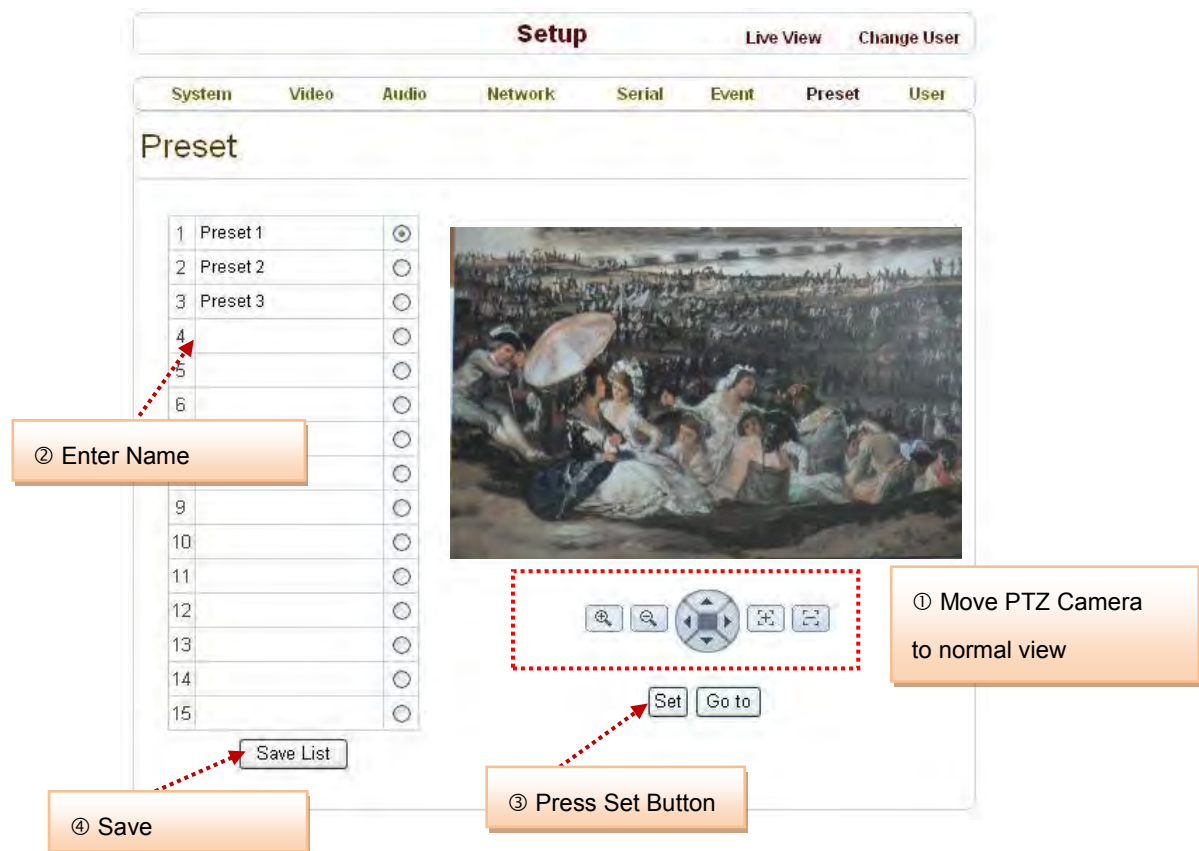 Setup Live View Change User
System Video Audio Network Serial Event Preset User
Preset
1 Preset 1
2 Preset 2
3 Preset 3
4
5
6
② Enter Name
9
10
11
12
13
14
15
① Move PTZ Camera
to normal view
Set Go to
Save List
③ Press Set Button
④ Save